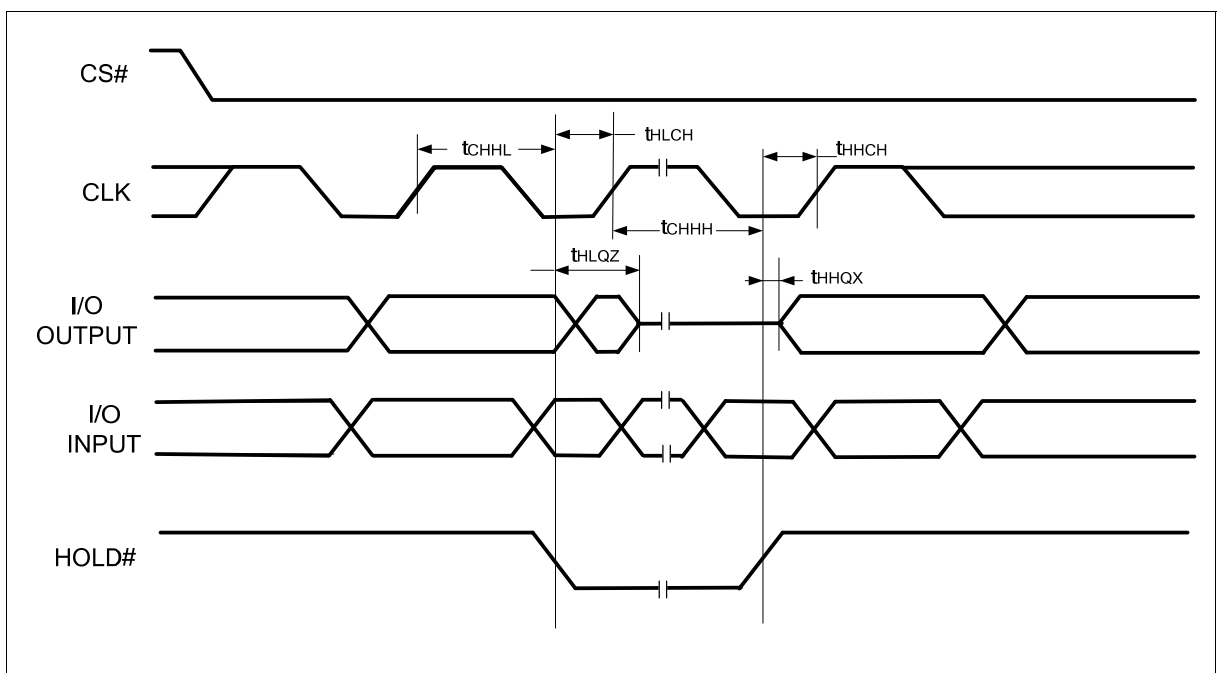 CS#
tCHHL
tHLCH
tHHCH
CLK
tCHHH
tHLQZ
tHHQX
I/O
OUTPUT
I/O
INPUT
HOLD#